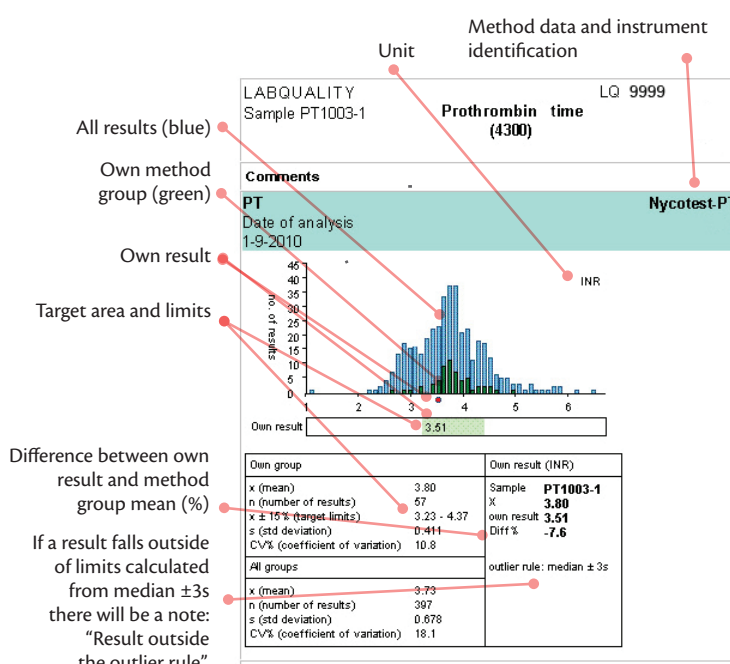 Method data and instrument
identification
Unit
LABQUALITY
LQ 9999
Sample PT1003-1
Prothrombin time
(4300)
All results (blue)
Own method
group (green)
Comments
PT
Nycotest-PT
Date of analysis
1-9-2010
Own result
Target area and limits
45
40
35
30
25
20
15
10
5
0
no. of results
INR
1 2 3 4 5 6
Own result 3.51
Difference between own
result and method
group mean (%)
If a result falls outside
of limits calculated
from median ±3s
there will be a note:
“Result outside
the outlier rule”
Own group
x (mean) 3.80
n (number of results) 57
x ± 15% (target limits) 3.23 - 4.37
s (std deviation) 0.411
CV% (coefficient of variation) 10.8
All groups
x (mean) 3.73
n (number of results) 397
s (std deviation) 0.678
CV% (coefficient of variation) 18.1
Own result (INR)
Sample PT1003-1
X 3.80
own result 3.51
Diff% -7.6
outlier rule: median ± 3s